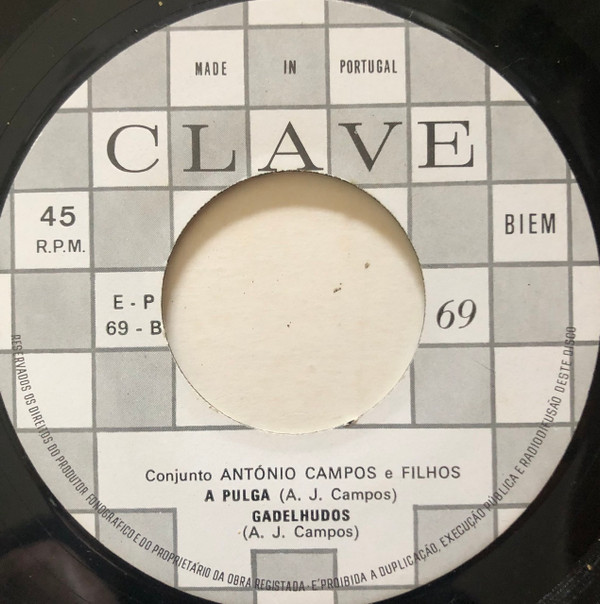 MADE IN PORTUGAL
CLAVE
45
R.P.M.
BIEM
E - P
69 - B
69
Conjunto ANTÓNIO CAMPOS e FILHOS
A PULGA (A. J. Campos)
GADELHUDOS
(A. J. Campos)
RESERVADOS OS DIREITOS DO PRODUTOR FONOGRÁFICO E DO PROPRIETÁRIO DA OBRA REGISTADA - É PROIBIDA A DUPLICAÇÃO, EXECUÇÃO PÚBLICA E RADIODIFUSÃO DESTE DISCO